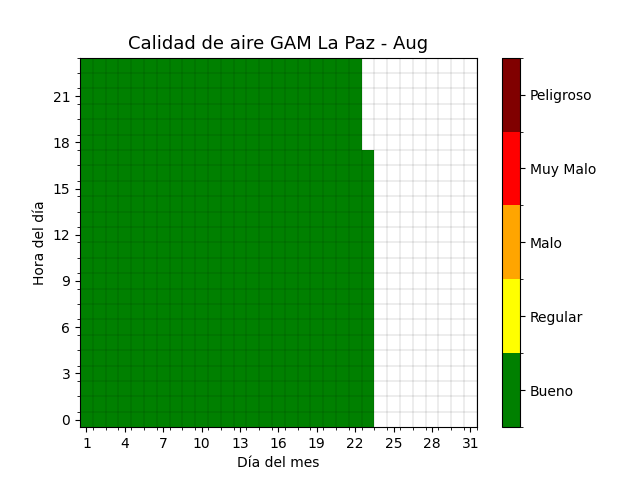 Calidad de aire GAM La Paz - Aug
Hora del día
21
18
15
12
9
6
3
0
1 4 7 10 13 16 19 22 25 28 31
Día del mes
Peligroso
Muy Malo
Malo
Regular
Bueno